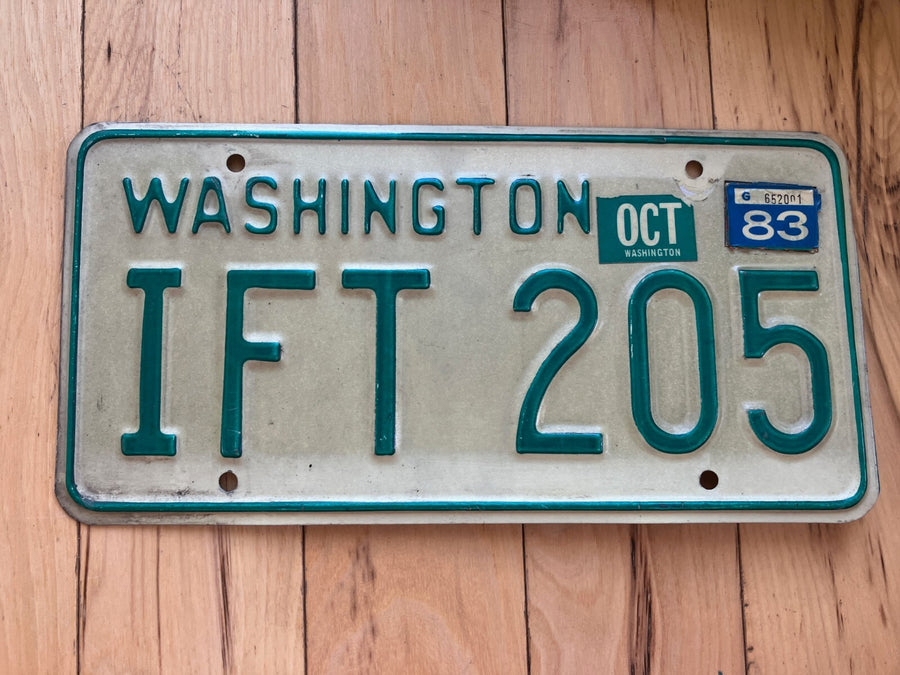 WASHINGTON
OCT
WASHINGTON
G 652001
83
IFT 205